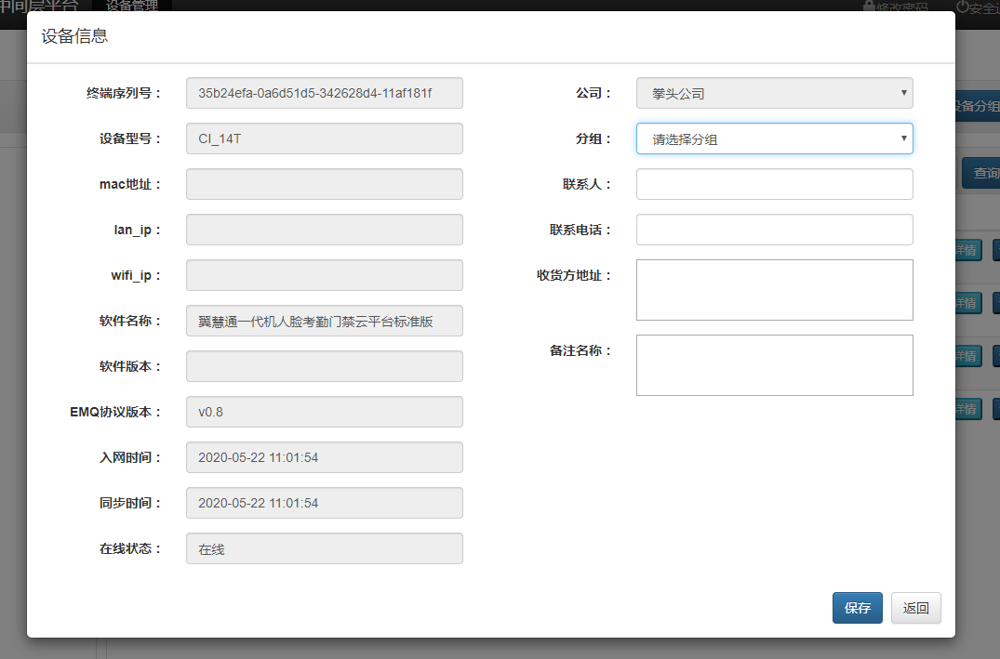 中间层平台 设备管理 修改密码
设备信息
终端序列号： 35b24efa-0a6d51d5-342628d4-11af181f
设备型号： CI_14T
mac地址：
lan_ip：
wifi_ip：
软件名称： 翼慧通一代机人脸考勤门禁云平台标准版
软件版本：
EMQ协议版本： v0.8
入网时间： 2020-05-22 11:01:54
同步时间： 2020-05-22 11:01:54
在线状态： 在线
公司： 拳头公司
分组： 请选择分组
联系人：
联系电话：
收货方地址：
备注名称：
保存 返回
设备分组
查询
详情
详情
详情
详情